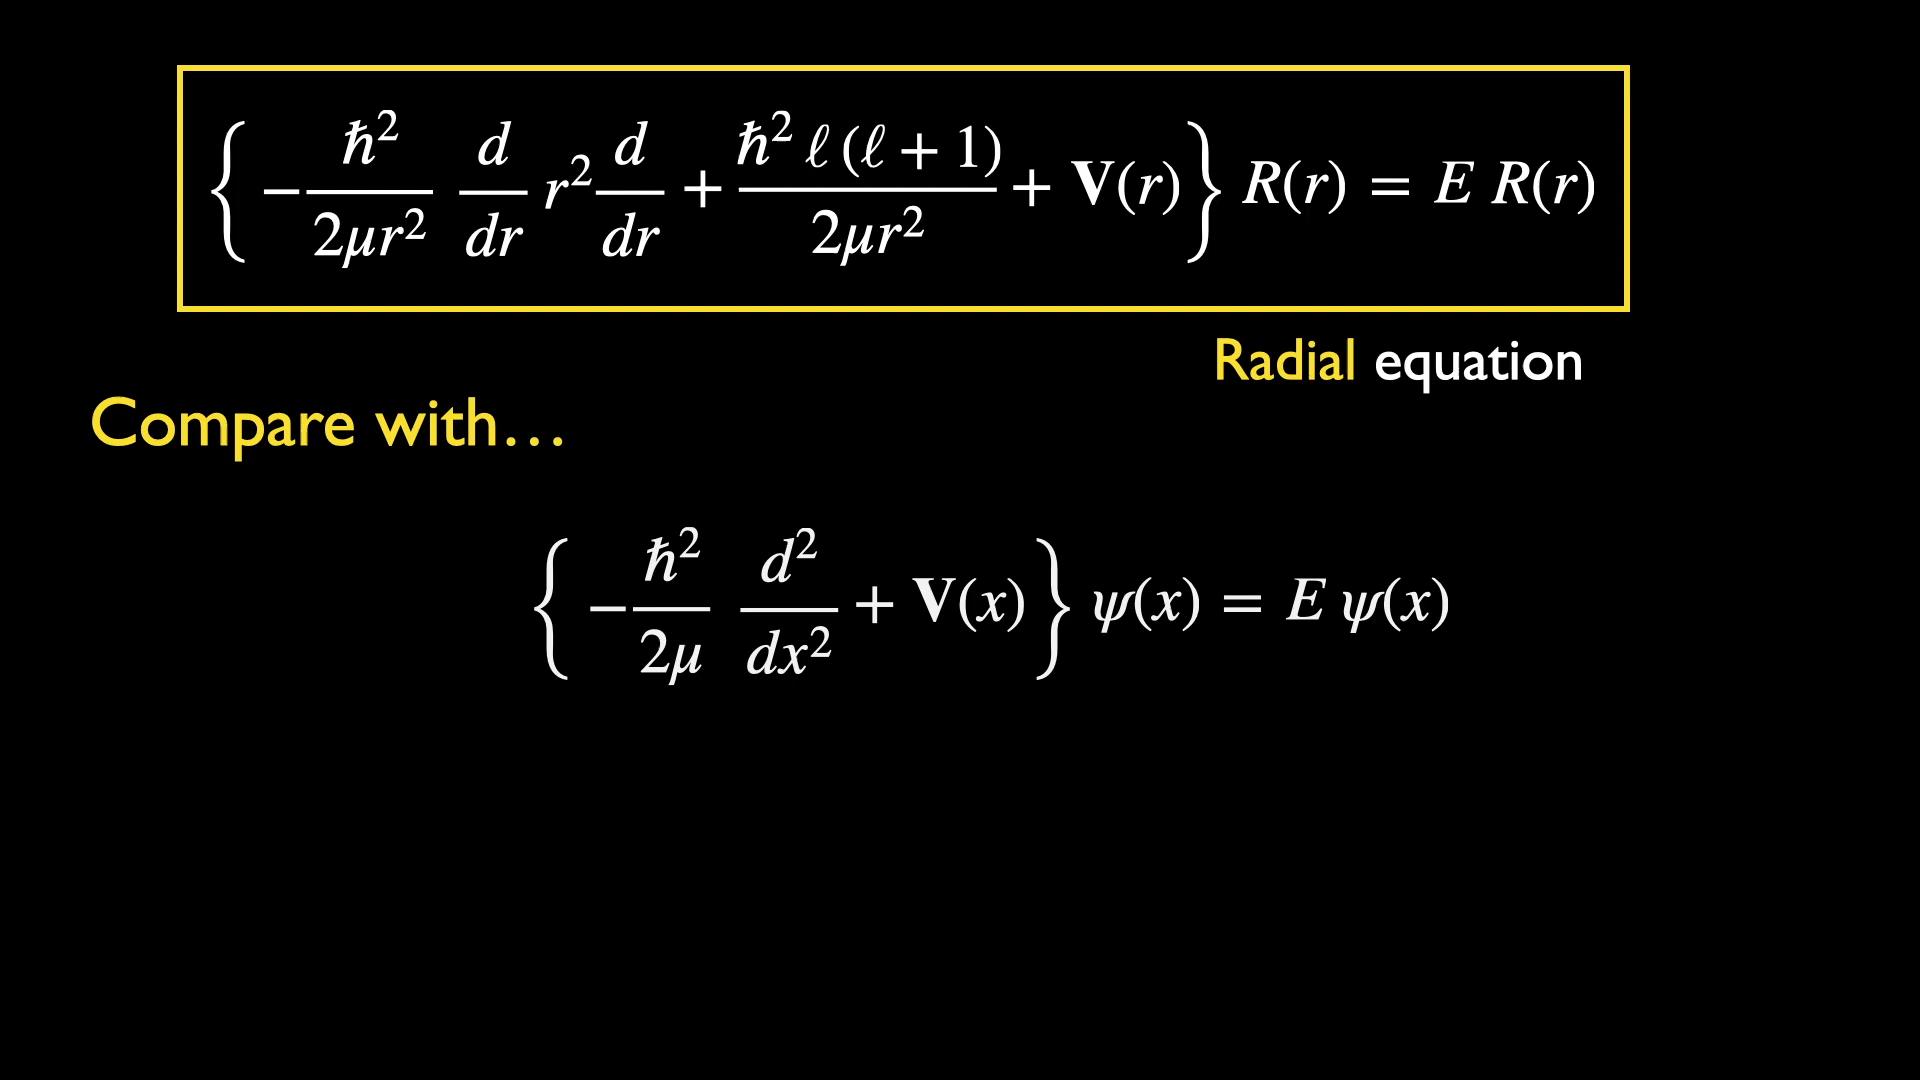 { −ħ²/2μr² d/dr r² d/dr + ħ² ℓ (ℓ + 1)/2μr² + V(r) } R(r) = E R(r)
Radial equation
Compare with…
{ −ħ²/2μ d²/dx² + V(x) } ψ(x) = E ψ(x)